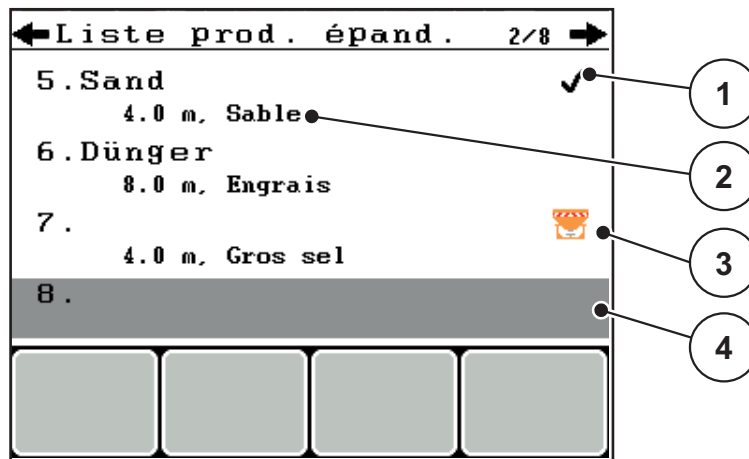 Liste prod. épand. 2/8
5.Sand
4.0 m, Sable
6.Dünger
8.0 m, Engrais
7.
4.0 m, Gros sel
8.
1
2
3
4